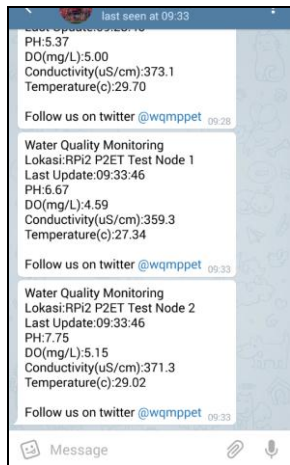 last seen at 09:33
PH:5.37
DO(mg/L):5.00
Conductivity(uS/cm):373.1
Temperature(c):29.70
Follow us on twitter @wqmppet 09:28
Water Quality Monitoring
Lokasi:RPi2 P2ET Test Node 1
Last Update:09:33:46
PH:6.67
DO(mg/L):4.59
Conductivity(uS/cm):359.3
Temperature(c):27.34
Follow us on twitter @wqmppet 09:33
Water Quality Monitoring
Lokasi:RPi2 P2ET Test Node 2
Last Update:09:33:46
PH:7.75
DO(mg/L):5.15
Conductivity(uS/cm):371.3
Temperature(c):29.02
Follow us on twitter @wqmppet 09:33
Message